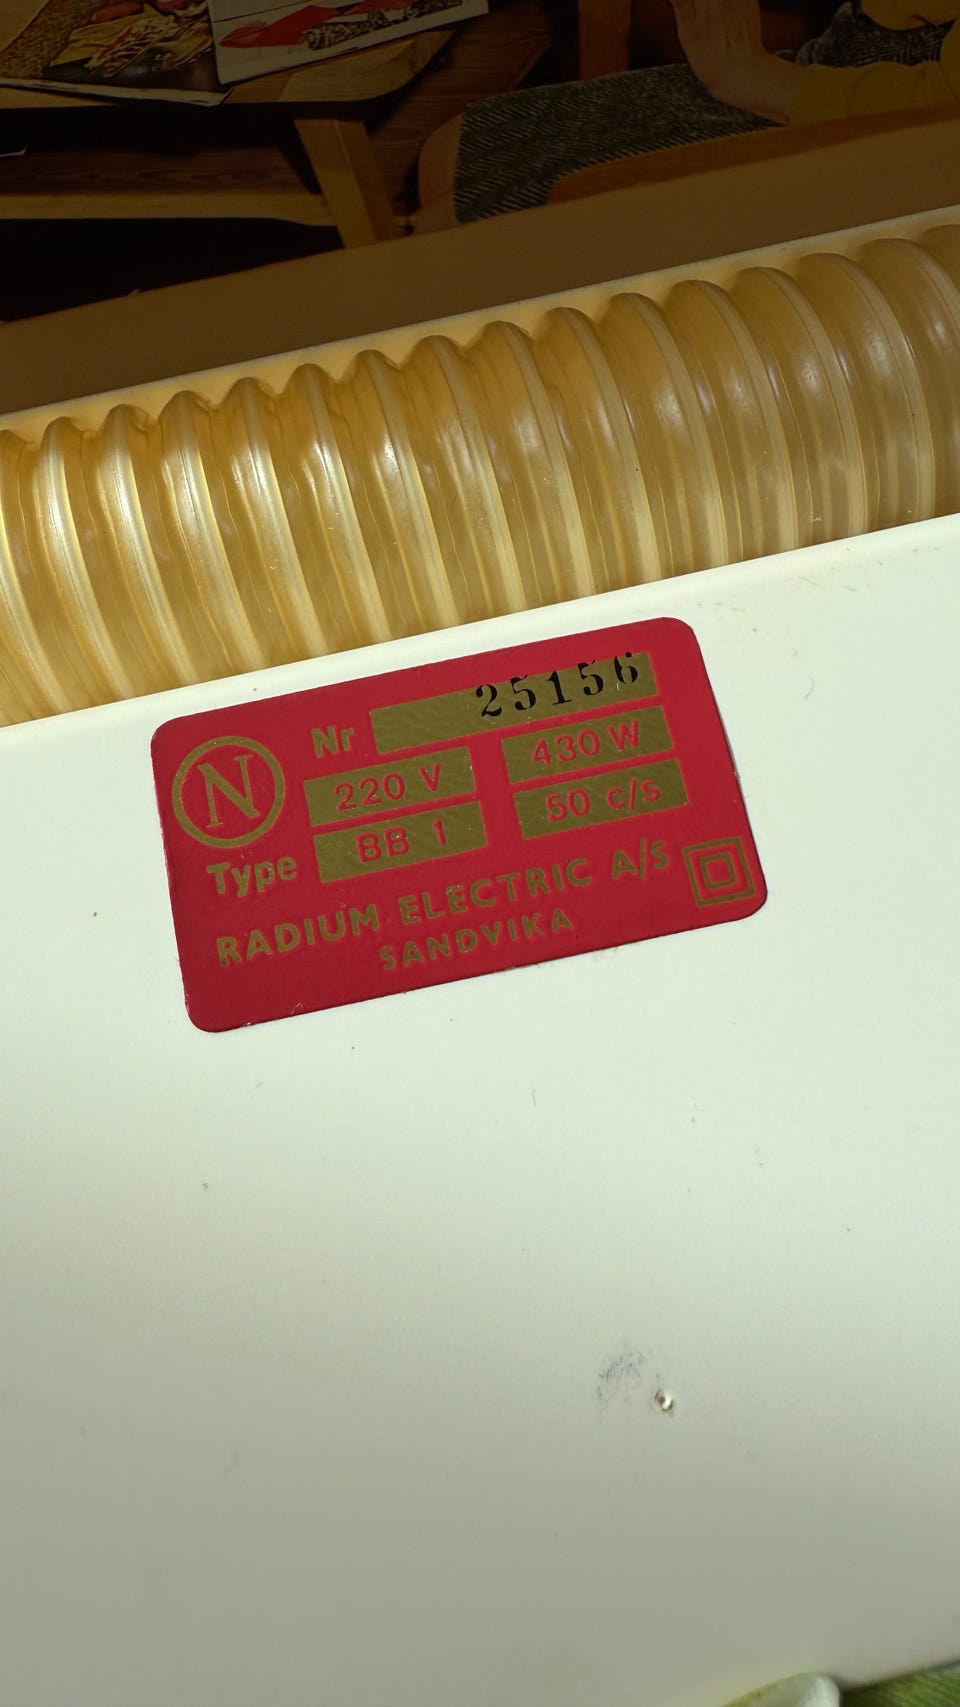 Nr 25156
N 220 V 430 W
Type BB 1 50 c/s
RADIUM ELECTRIC A/S
SANDVIKA